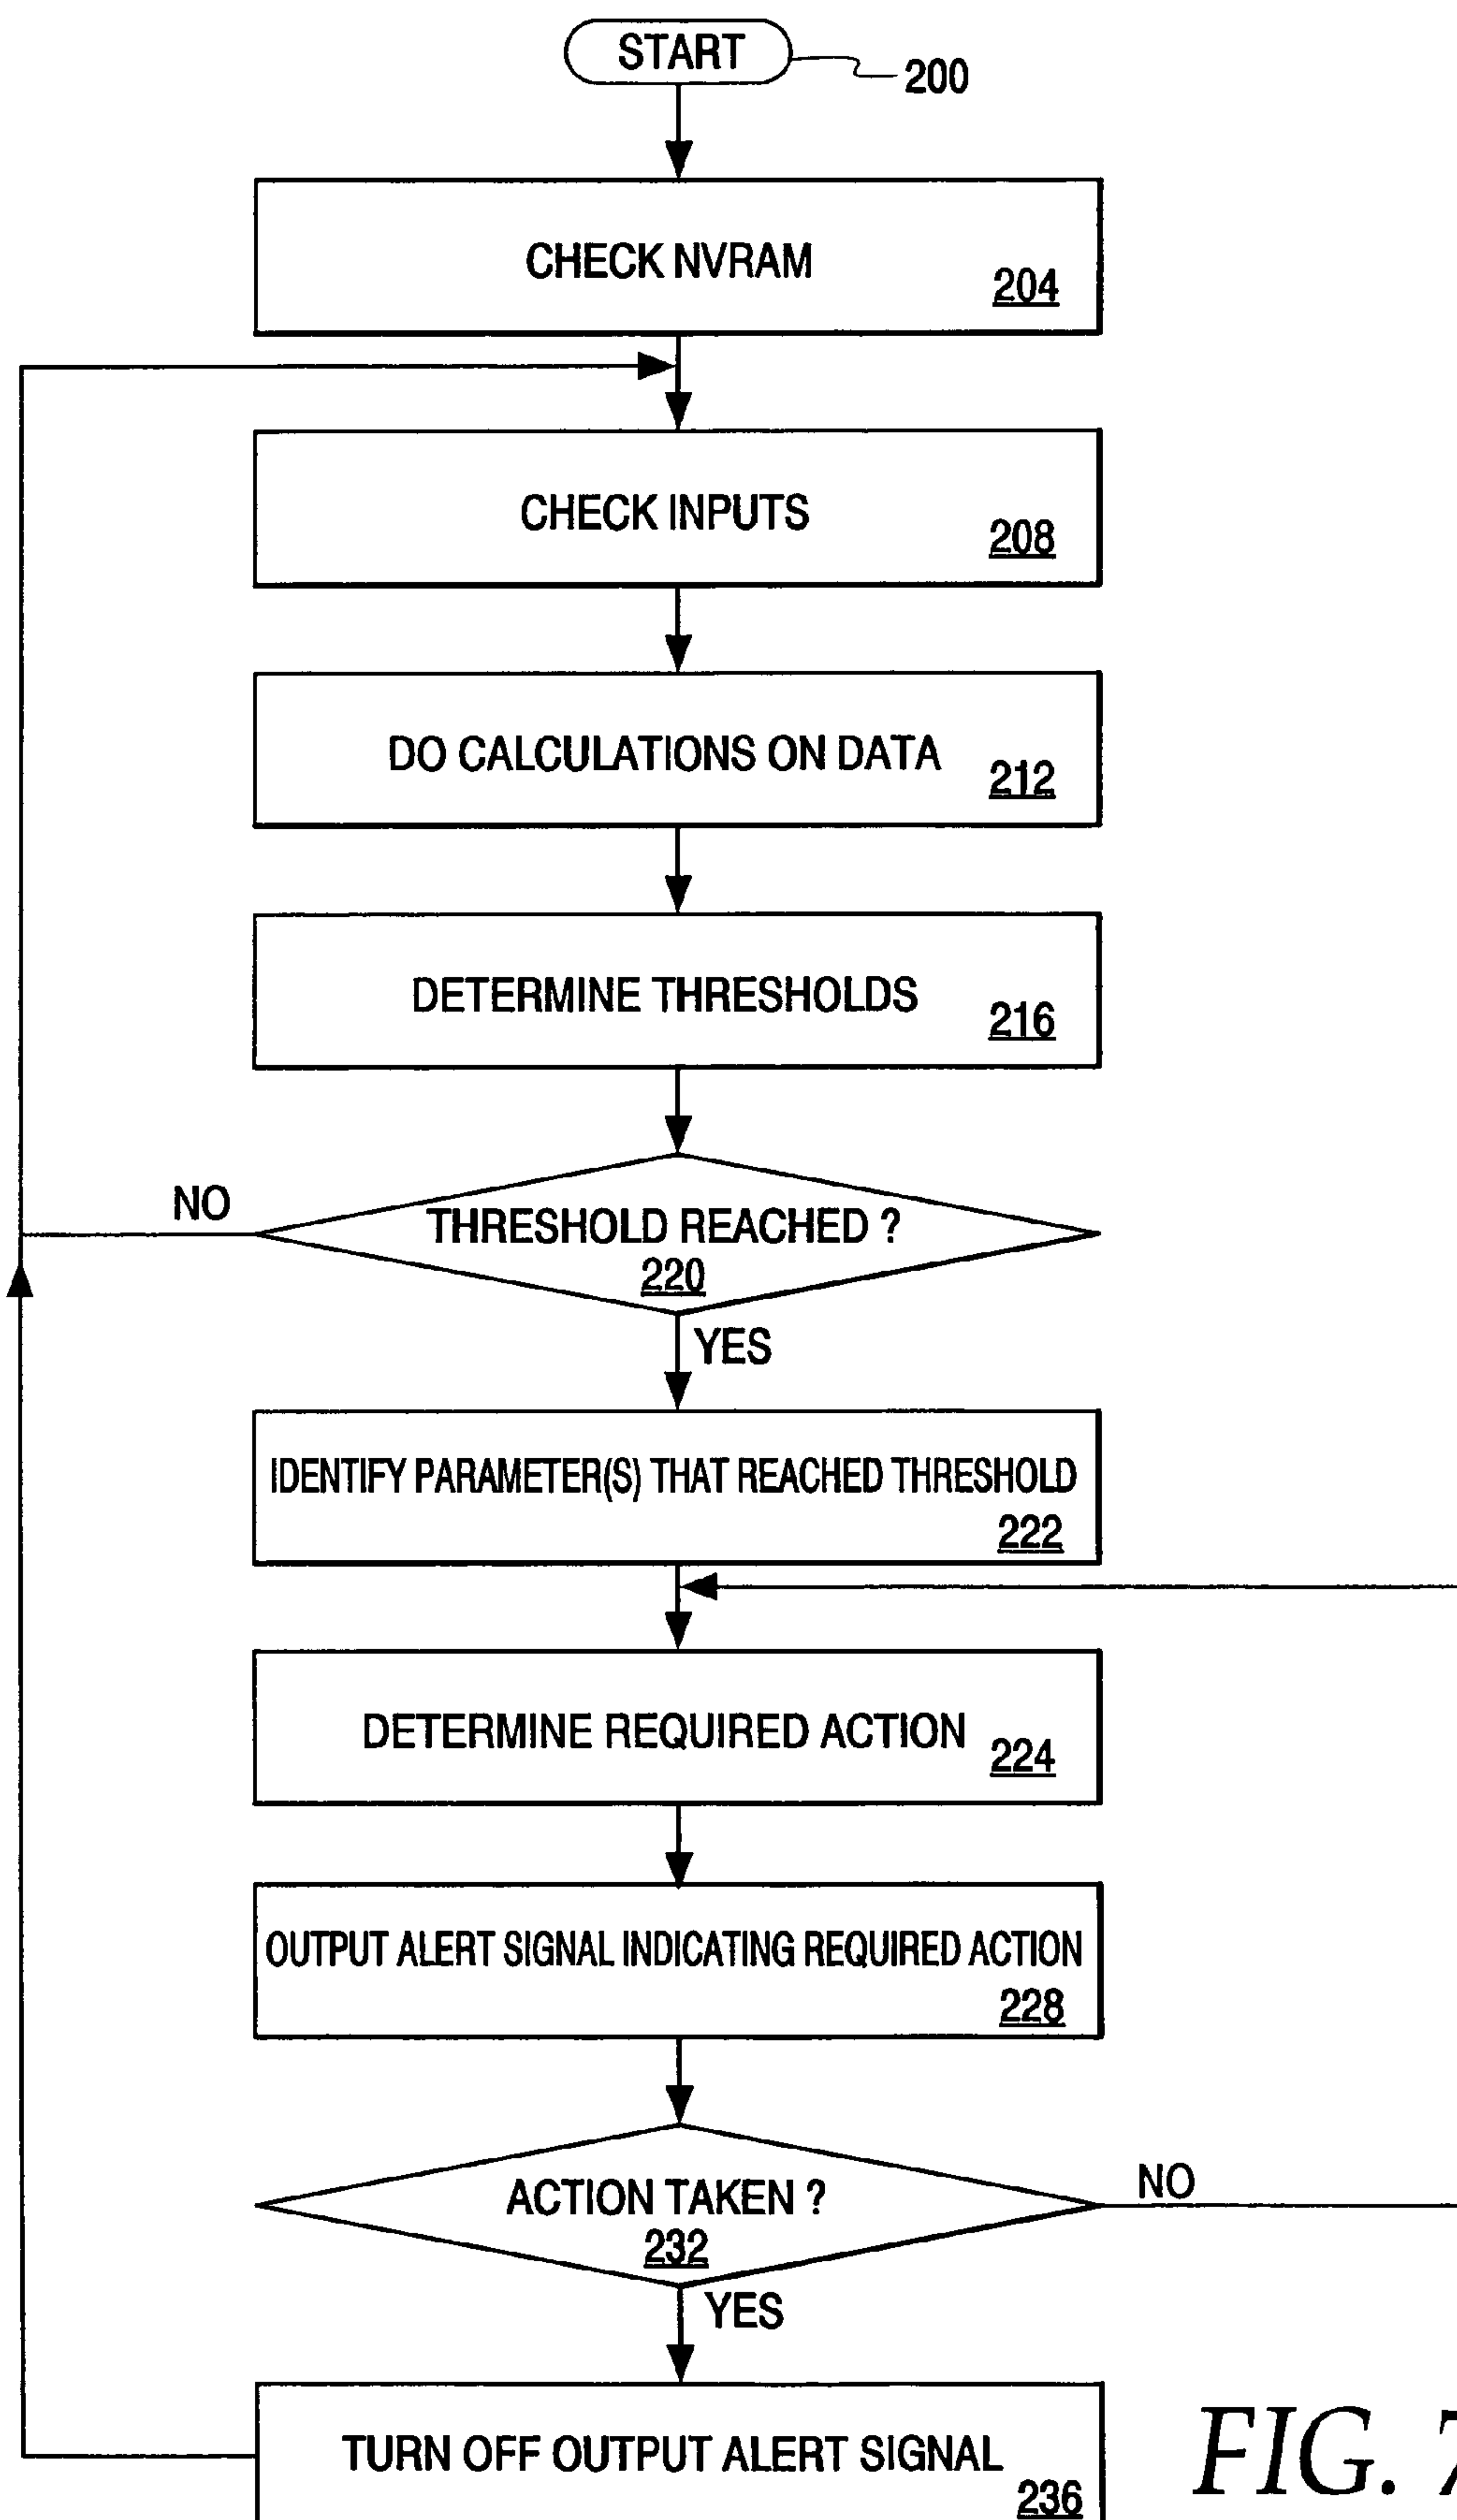 START
200
CHECK NVRAM
204
CHECK INPUTS
208
DO CALCULATIONS ON DATA
212
DETERMINE THRESHOLDS
216
NO
THRESHOLD REACHED ?
220
YES
IDENTIFY PARAMETER(S) THAT REACHED THRESHOLD
222
DETERMINE REQUIRED ACTION
224
OUTPUT ALERT SIGNAL INDICATING REQUIRED ACTION
228
NO
ACTION TAKEN ?
232
YES
TURN OFF OUTPUT ALERT SIGNAL
236
FIG. 7